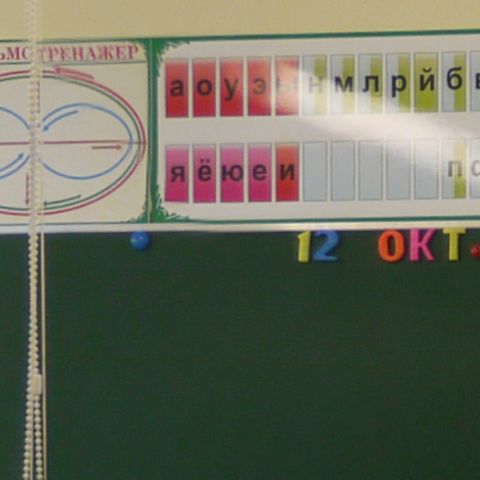 ЬМОТРЕНАЖЕР
а о у э ы н м л р й б
я ё ю е и п
12 ОКТ